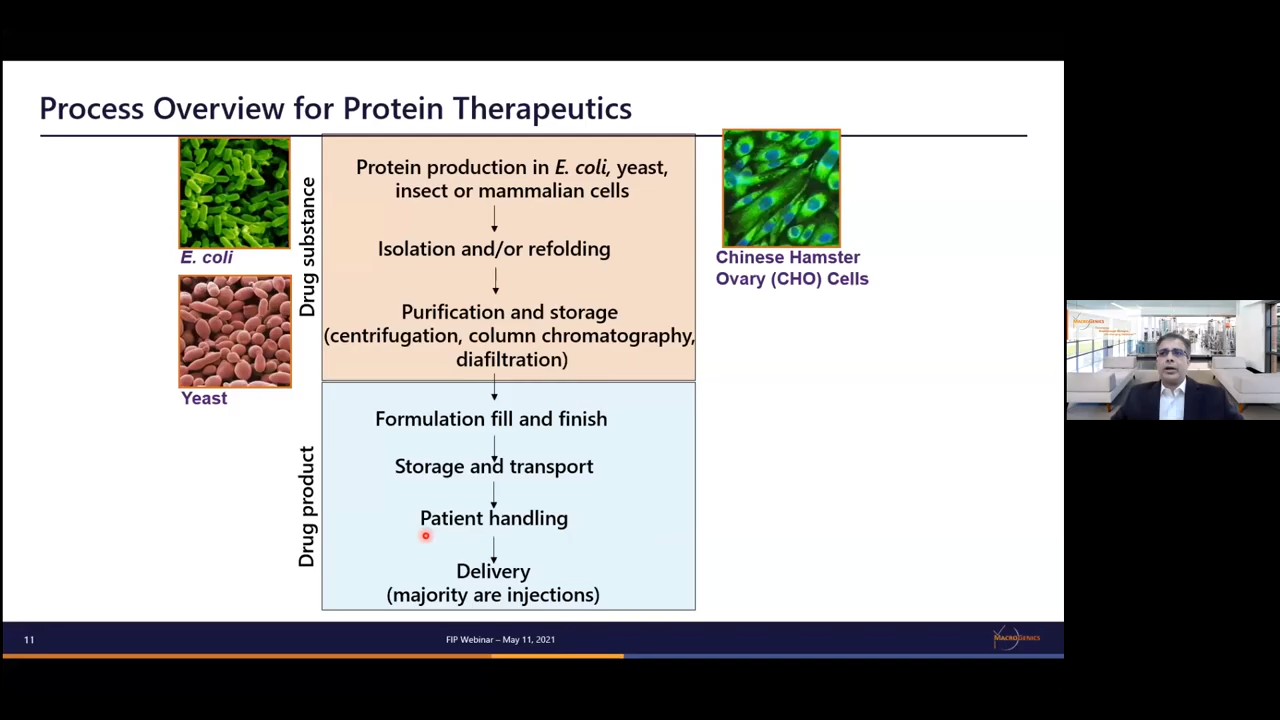 Process Overview for Protein Therapeutics
Drug substance
Protein production in E. coli, yeast,
insect or mammalian cells
Isolation and/or refolding
Purification and storage
(centrifugation, column chromatography,
diafiltration)
E. coli
Yeast
Chinese Hamster
Ovary (CHO) Cells
Drug product
Formulation fill and finish
Storage and transport
Patient handling
Delivery
(majority are injections)
11
FIP Webinar – May 11, 2021
MACROGENICS
MACROGENICS